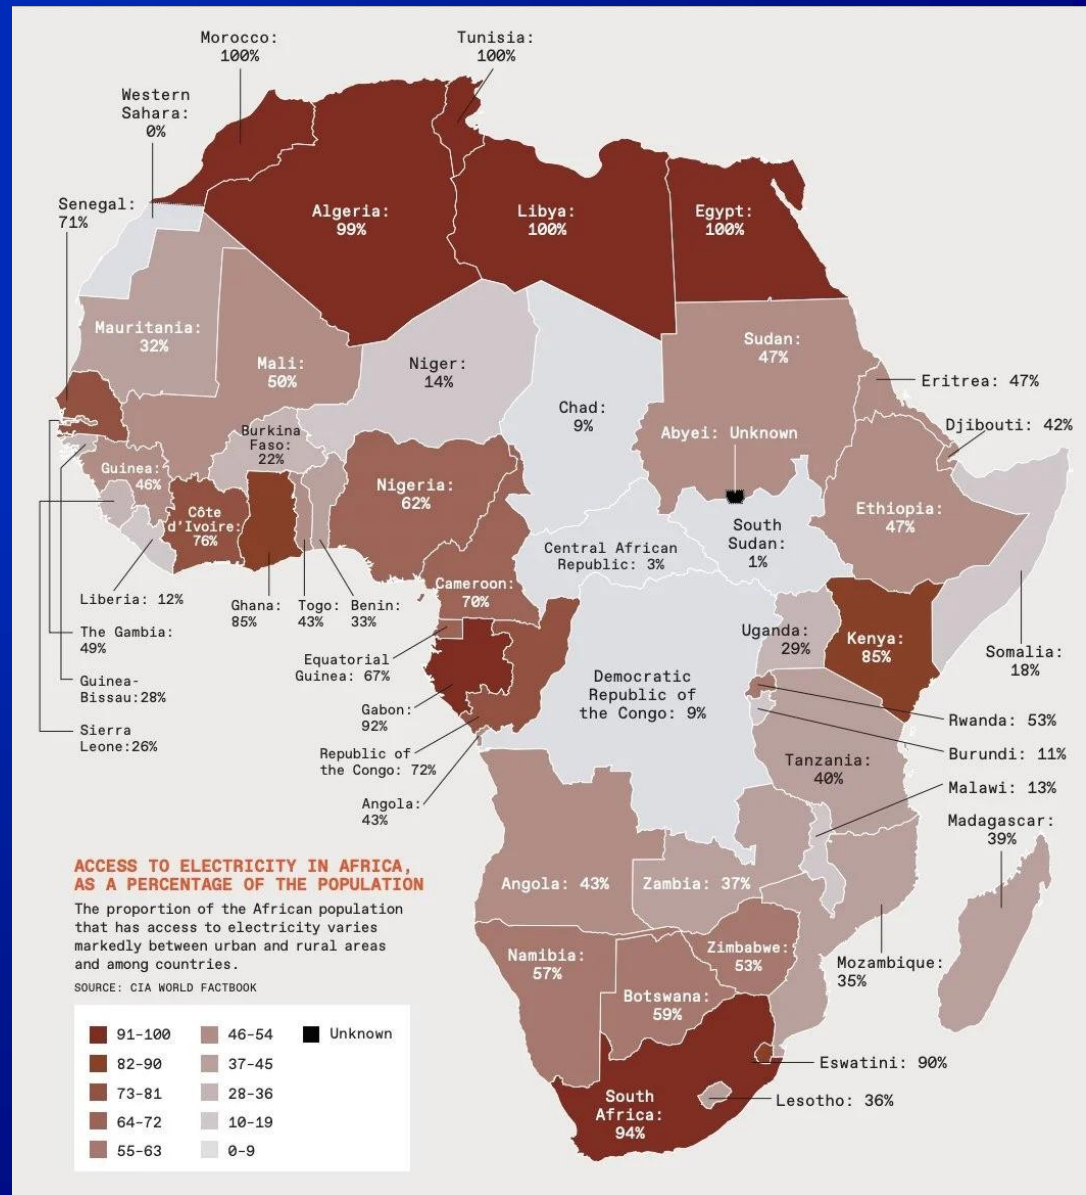 Morocco:
100%
Tunisia:
100%
Western
Sahara:
0%
Senegal:
71%
Algeria:
99%
Libya:
100%
Egypt:
100%
Mauritania:
32%
Mali:
50%
Niger:
14%
Chad:
9%
Sudan:
47%
Eritrea: 47%
Djibouti: 42%
Abyei: Unknown
Burkina
Faso:
22%
Guinea:
46%
Côte
d'Ivoire:
76%
Nigeria:
62%
Ethiopia:
47%
South
Sudan:
1%
Central African
Republic: 3%
Cameroon:
70%
Liberia: 12%
Ghana:
85%
Togo:
43%
Benin:
33%
The Gambia:
49%
Equatorial
Guinea: 67%
Guinea-
Bissau:28%
Gabon:
92%
Sierra
Leone:26%
Republic of
the Congo: 72%
Angola:
43%
Democratic
Republic of
the Congo: 9%
Uganda:
29%
Kenya:
85%
Somalia:
18%
Rwanda: 53%
Burundi: 11%
Tanzania:
40%
Malawi: 13%
Madagascar:
39%
Angola: 43%
Zambia: 37%
Namibia:
57%
Zimbabwe:
53%
Botswana:
59%
Mozambique:
35%
Eswatini: 90%
Lesotho: 36%
South
Africa:
94%
ACCESS TO ELECTRICITY IN AFRICA,
AS A PERCENTAGE OF THE POPULATION
The proportion of the African population
that has access to electricity varies
markedly between urban and rural areas
and among countries.
SOURCE: CIA WORLD FACTBOOK
91-100
82-90
73-81
64-72
55-63
46-54
37-45
28-36
10-19
0-9
Unknown